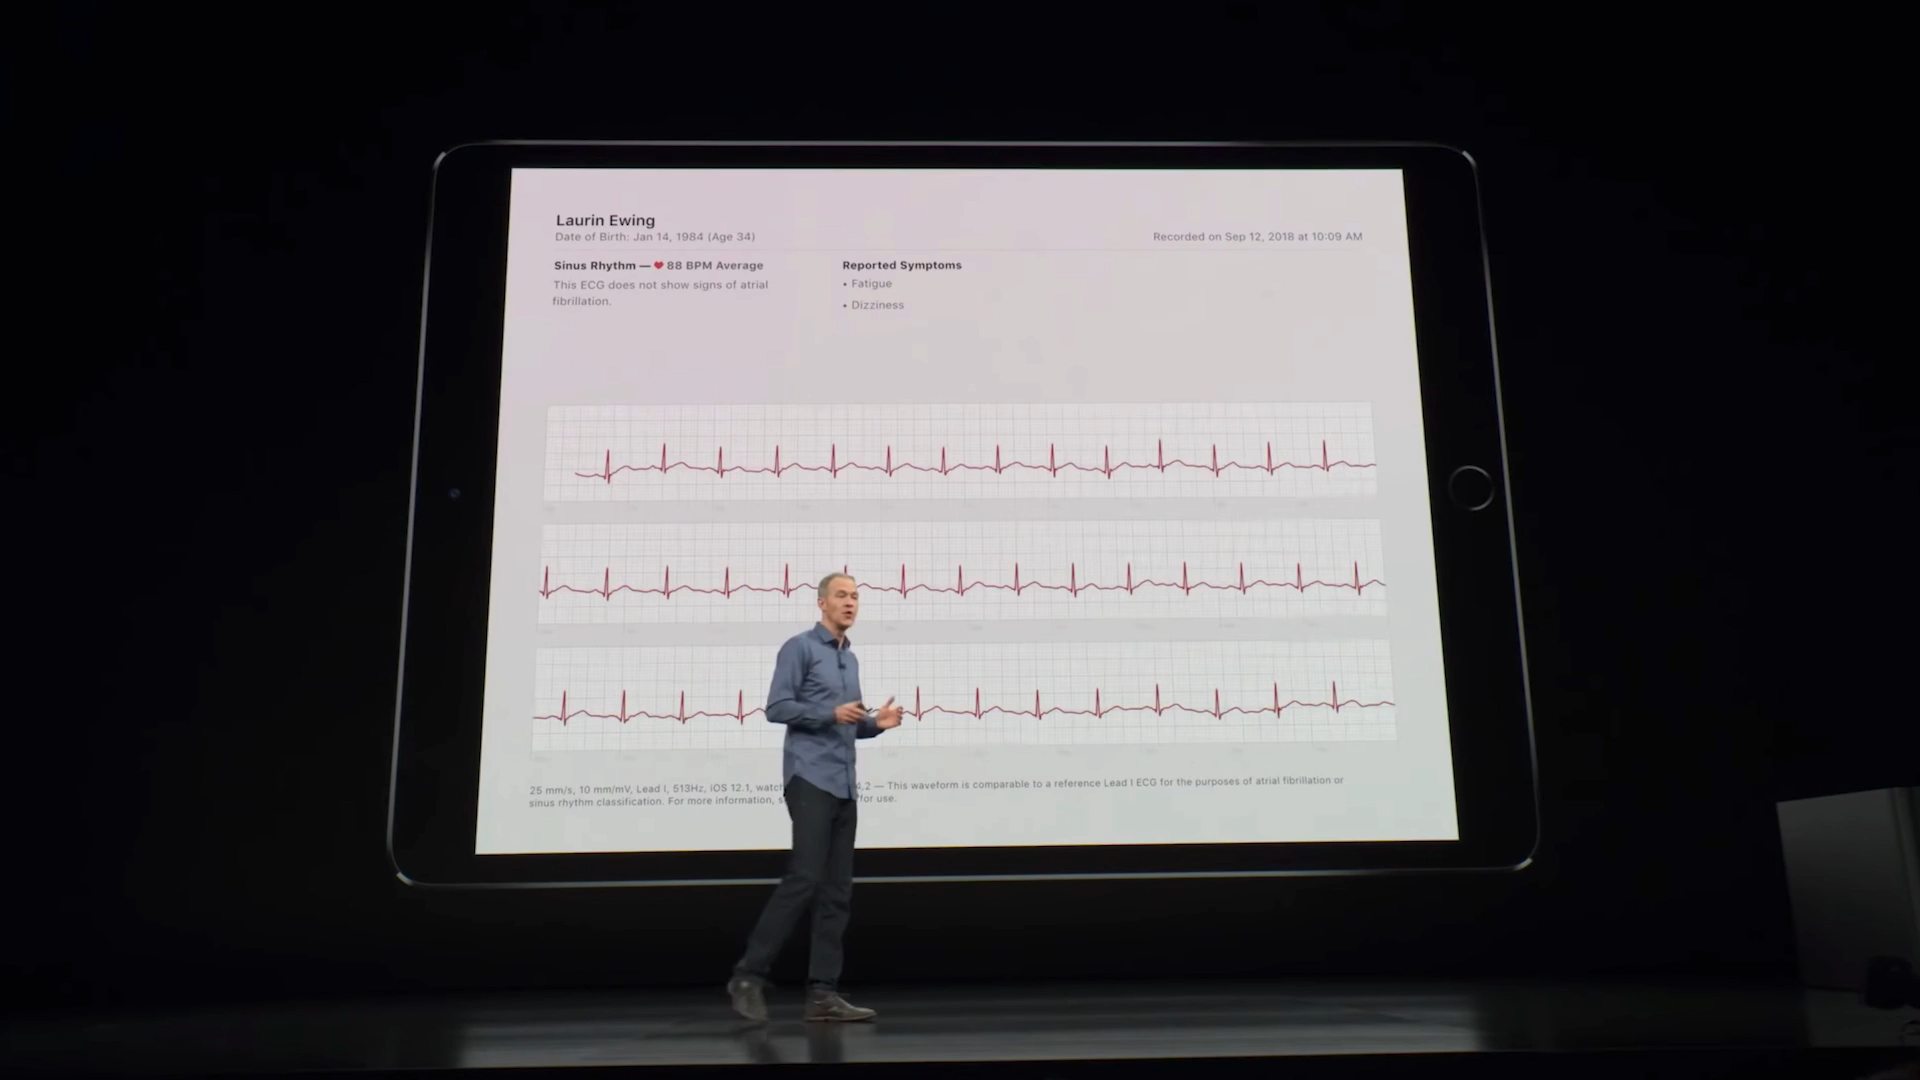 Laurin Ewing
Date of Birth: Jan 14, 1984 (Age 34)
Recorded on Sep 12, 2018 at 10:09 AM
Sinus Rhythm — ❤ 88 BPM Average
This ECG does not show signs of atrial
fibrillation.
Reported Symptoms
• Fatigue
• Dizziness
25 mm/s, 10 mm/mV, Lead I, 513Hz, iOS 12.1, — This waveform is comparable to a reference Lead I ECG for the purposes of atrial fibrillation or
sinus rhythm classification. For more information, for use.